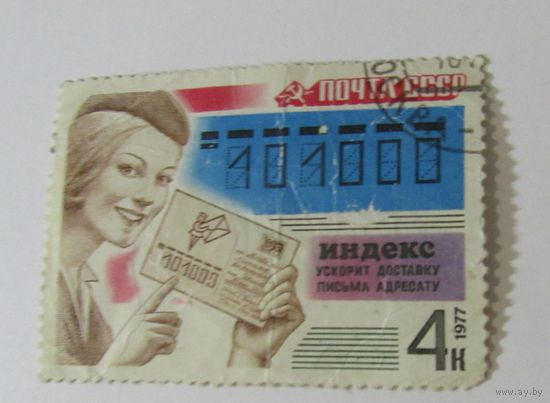 ПОЧТА СССР
101000
индекс
УСКОРИТ ДОСТАВКУ
ПИСЬМА АДРЕСАТУ
101000
4к
1977
www.ay.by